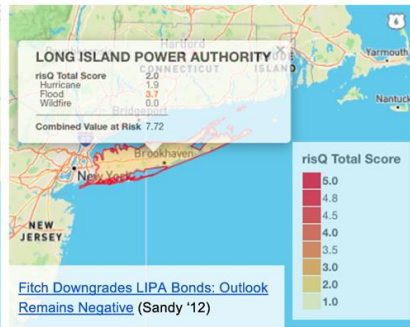 Hartford
CONNECTICUT
ISLAND
Yarmouth
Nantuck
LONG ISLAND POWER AUTHORITY
risQ Total Score 2.0
Hurricane 1.9
Flood 3.7
Wildfire 0.0
Combined Value at Risk 7.72
Bridgeport
Brookhaven
New York
NEW
JERSEY
risQ Total Score
5.0
4.8
4.5
4.0
3.5
3.0
2.0
1.0
Fitch Downgrades LIPA Bonds: Outlook
Remains Negative (Sandy ‘12)